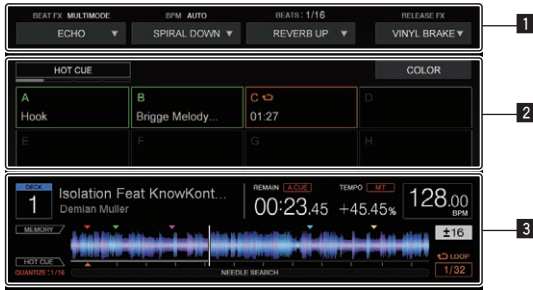 BEAT FX MULTIMODE BPM AUTO BEATS : 1/16 RELEASE FX
ECHO SPIRAL DOWN REVERB UP VINYL BRAKE
1
HOT CUE COLOR
2
A B C D
Hook Brigge Melody... 01:27
E F G H
DECK
1
Isolation Feat KnowKont...
Demian Muller
REMAIN A.CUE TEMPO MT
00:23.45 +45.45% 128.00
BPM
3
MEMORY ±16
HOT CUE LOOP
QUANTIZE : 1/16 NEEDLE SEARCH 1/32